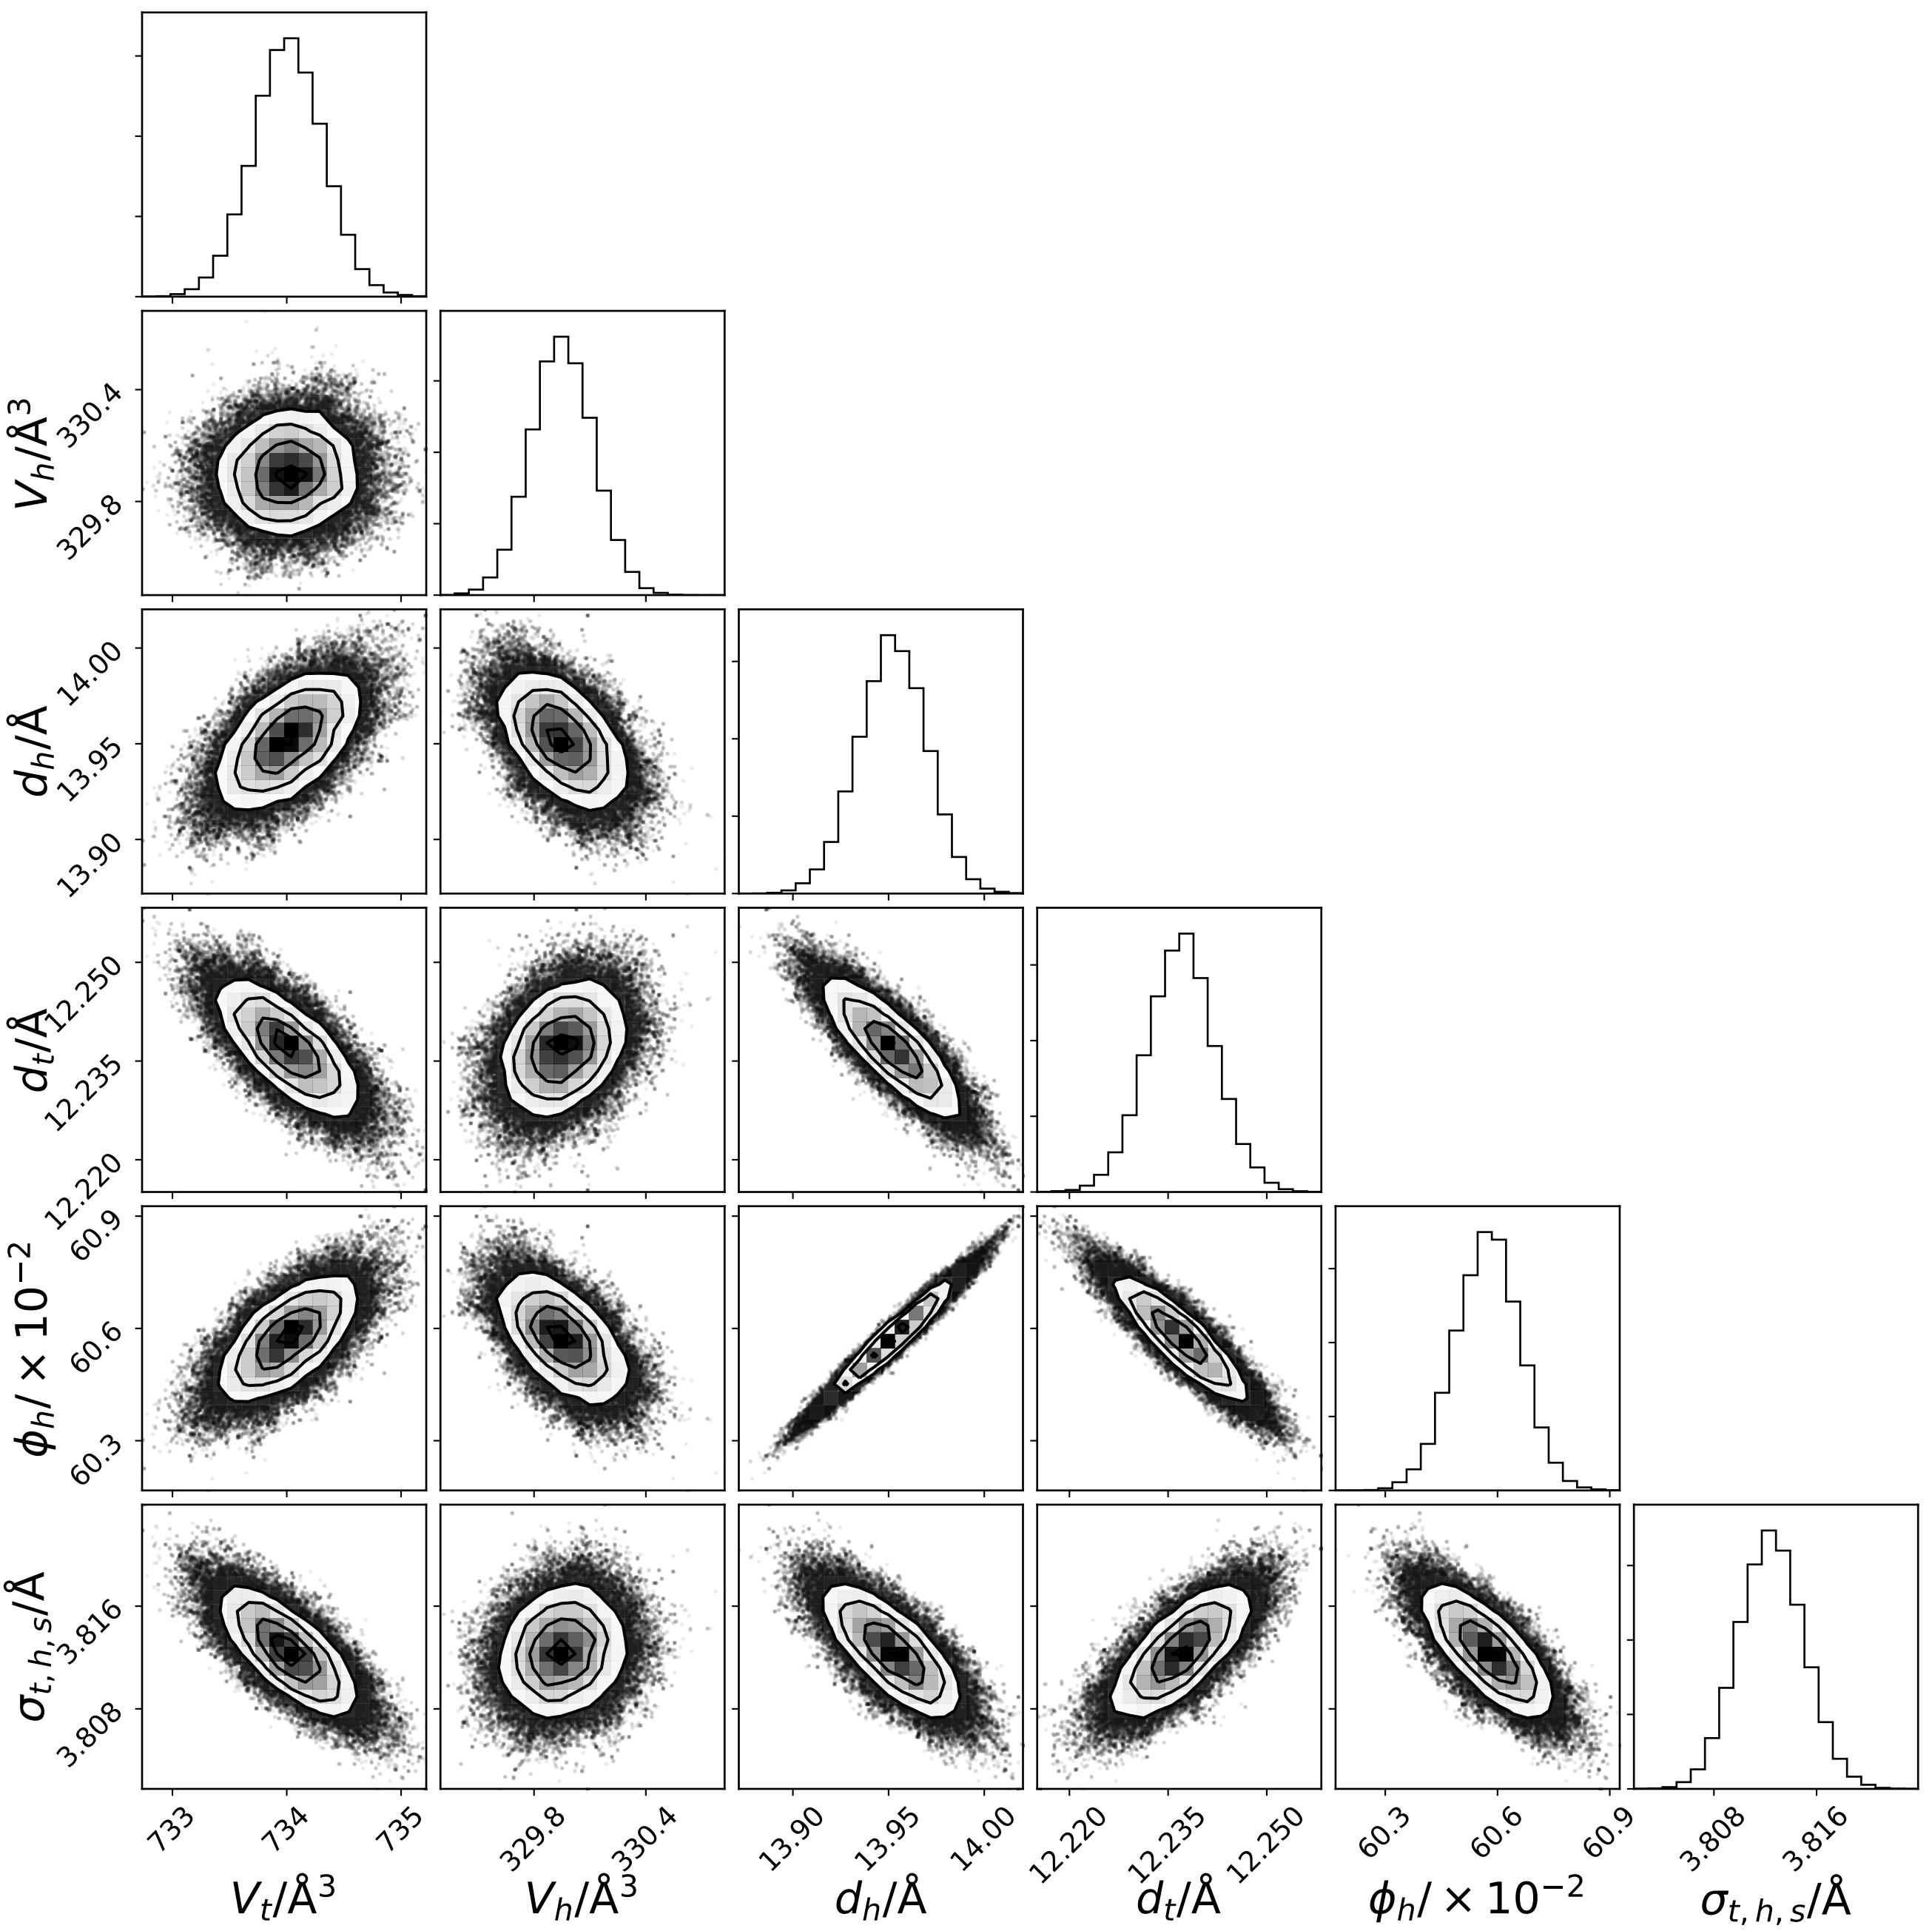 330.4
329.8
V_h/Å^3
14.00
13.95
13.90
d_h/Å
12.250
12.235
12.220
d_t/Å
60.9
60.6
60.3
ϕ_h/ × 10^−2
3.816
3.808
σ_t,h,s/Å
733 734 735 329.8 330.4 13.90 13.95 14.00 12.220 12.235 12.250 60.3 60.6 60.9 3.808 3.816
V_t/Å^3 V_h/Å^3 d_h/Å d_t/Å ϕ_h/ × 10^−2 σ_t,h,s/Å